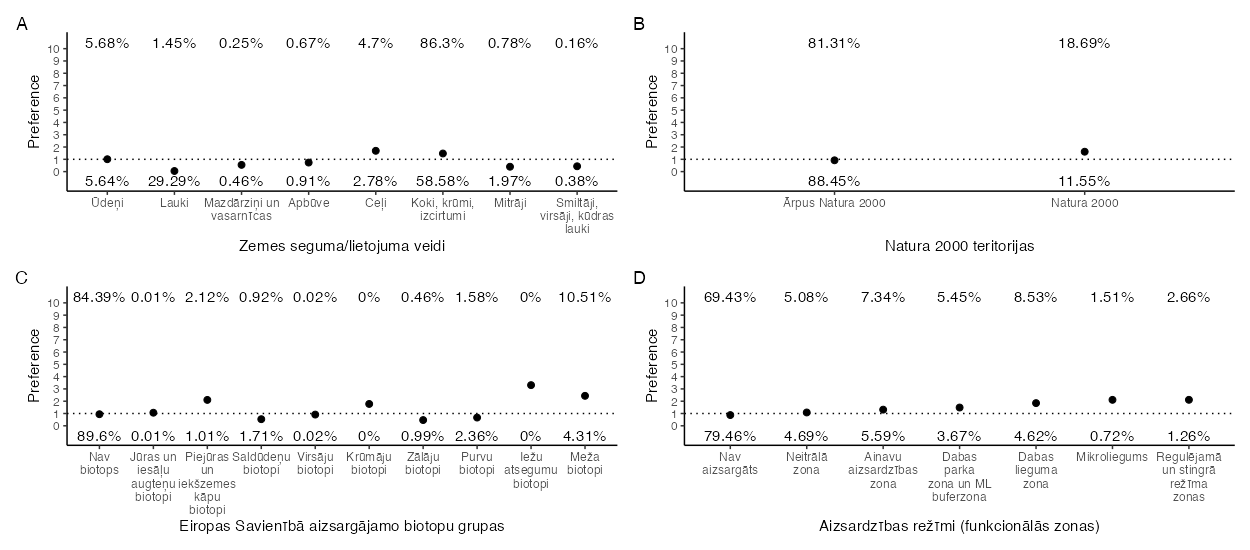 A
5.68% 1.45% 0.25% 0.67% 4.7% 86.3% 0.78% 0.16%
10
9
8
7
6
5
4
3
2
1
0
Preference
5.64% 29.29% 0.46% 0.91% 2.78% 58.58% 1.97% 0.38%
Ūdeņi Lauki Mazdārziņi un Apbūve Ceļi Koki, krūmi, Mitrāji Smiltāji,
vasarnīcas izcirtumi virsāji, kūdras
lauki
Zemes seguma/lietojuma veidi
B
81.31% 18.69%
10
9
8
7
6
5
4
3
2
1
0
Preference
88.45% 11.55%
Ārpus Natura 2000 Natura 2000
Natura 2000 teritorijas
C
84.39% 0.01% 2.12% 0.92% 0.02% 0% 0.46% 1.58% 0% 10.51%
10
9
8
7
6
5
4
3
2
1
0
Preference
89.6% 0.01% 1.01% 1.71% 0.02% 0% 0.99% 2.36% 0% 4.31%
Nav Jūras un Piejūras Saldūdeņu Virsāju Krūmāju Zālāju Purvu Iežu Meža
biotops iesāļu un biotopi biotopi biotopi biotopi biotopi atsegumu biotopi
augteņu iekšzemes biotopi
biotopi kāpu
biotopi
Eiropas Savienībā aizsargājamo biotopu grupas
D
69.43% 5.08% 7.34% 5.45% 8.53% 1.51% 2.66%
10
9
8
7
6
5
4
3
2
1
0
Preference
79.46% 4.69% 5.59% 3.67% 4.62% 0.72% 1.26%
Nav Neitrālā Ainavu Dabas Dabas Mikroliegums Regulējamā
aizsargāts zona aizsardzības parka lieguma un stingrā
zona zona un ML zona režīma
buferzona zonas
Aizsardzības režīmi (funkcionālās zonas)